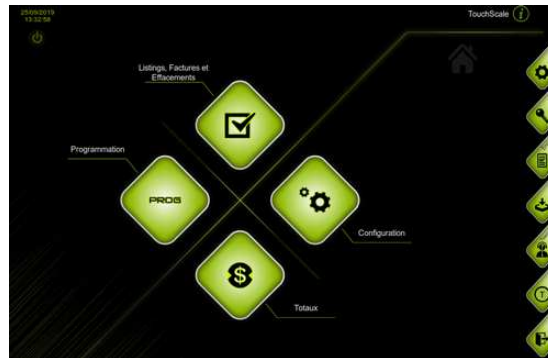 25/09/2019
13:32:58
TouchScale
Listings, Factures et
Effacements
Programmation
PROG
Configuration
Totaux